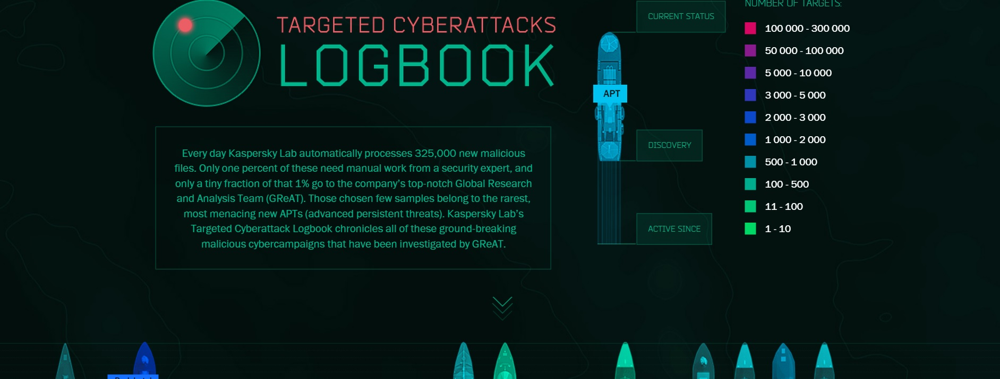 TARGETED CYBERATTACKS
LOGBOOK
Every day Kaspersky Lab automatically processes 325,000 new malicious
files. Only one percent of these need manual work from a security expert, and
only a tiny fraction of that 1% go to the company’s top-notch Global Research
and Analysis Team (GReAT). Those chosen few samples belong to the rarest,
most menacing new APTs (advanced persistent threats). Kaspersky Lab’s
Targeted Cyberattack Logbook chronicles all of these ground-breaking
malicious cybercampaigns that have been investigated by GReAT.
CURRENT STATUS
APT
DISCOVERY
ACTIVE SINCE
NUMBER OF TARGETS:
100 000 - 300 000
50 000 - 100 000
5 000 - 10 000
3 000 - 5 000
2 000 - 3 000
1 000 - 2 000
500 - 1 000
100 - 500
11 - 100
1 - 10